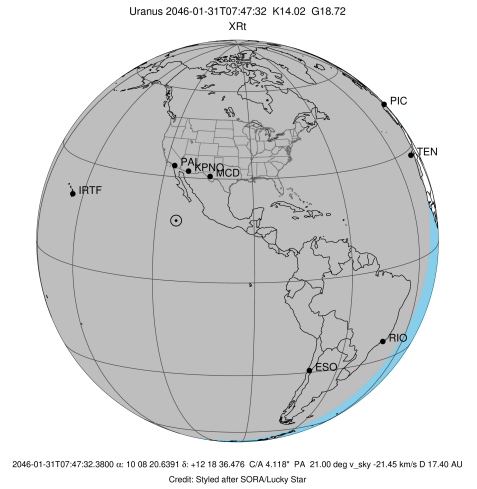 Uranus 2046-01-31T07:47:32  K14.02  G18.72
XRt
PIC
TEN
PAL
KPNO
MCD
IRTF
RIO
ESO
2046-01-31T07:47:32.3800 α: 10 08 20.6391 δ: +12 18 36.476  C/A 4.118"  PA  21.00 deg v_sky -21.45 km/s D 17.40 AU
Credit: Styled after SORA/Lucky Star